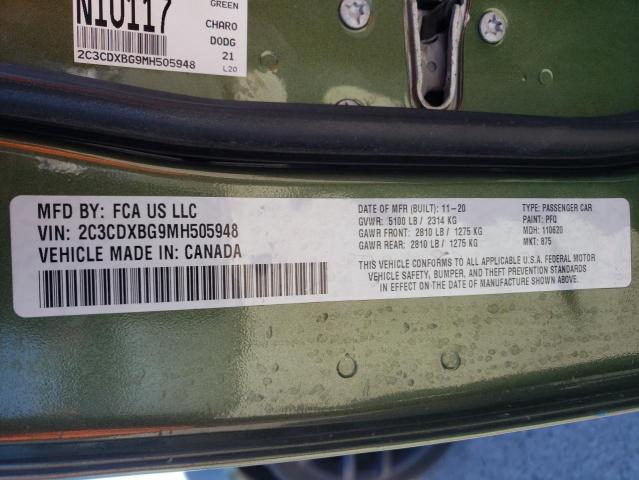 GREEN
N10117
CHARO
DODG
2C3CDXBG9MH505948
21
L20
MFD BY: FCA US LLC
VIN: 2C3CDXBG9MH505948
VEHICLE MADE IN: CANADA
DATE OF MFR (BUILT): 11-20
GVWR: 5100 LB / 2314 KG
GAWR FRONT: 2810 LB / 1275 KG
GAWR REAR: 2810 LB / 1275 KG
TYPE: PASSENGER CAR
PAINT: PFQ
MDH: 110620
MKT: 875
THIS VEHICLE CONFORMS TO ALL APPLICABLE U.S.A. FEDERAL MOTOR
VEHICLE SAFETY, BUMPER, AND THEFT PREVENTION STANDARDS
IN EFFECT ON THE DATE OF MANUFACTURE SHOWN ABOVE.